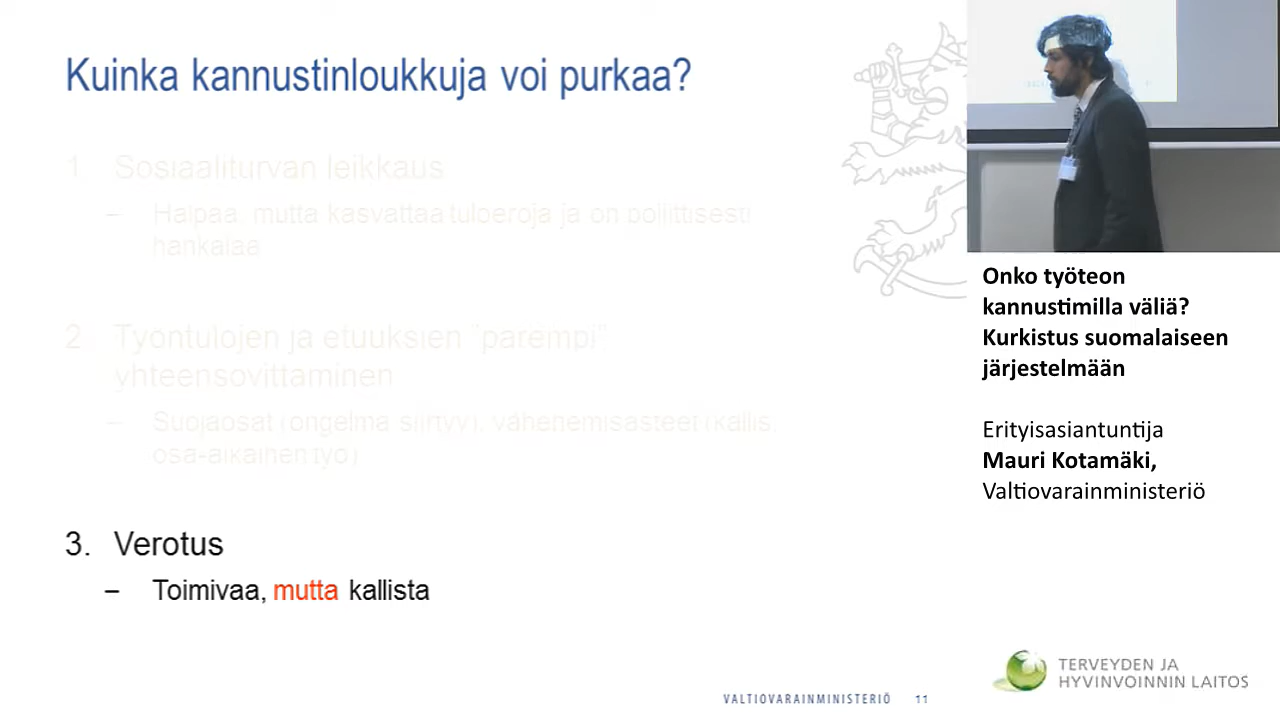 Kuinka kannustinloukkuja voi purkaa?
1. Sosiaaliturvan leikkaus
– Halpaa, mutta kasvattaa tuloeroja ja on poliittisesti
hankalaa
2. Työntulojen ja etuuksien "parempi"
yhteensovittaminen
– Suojaosat (ongelma siirtyy), vähenemisasteet (kallis,
osa-aikainen työ)
3. Verotus
– Toimivaa, mutta kallista
VALTIOVARAINMINISTERIÖ 11
Onko työteon
kannustimilla väliä?
Kurkistus suomalaiseen
järjestelmään
Erityisasiantuntija
Mauri Kotamäki,
Valtiovarainministeriö
TERVEYDEN JA
HYVINVOINNIN LAITOS